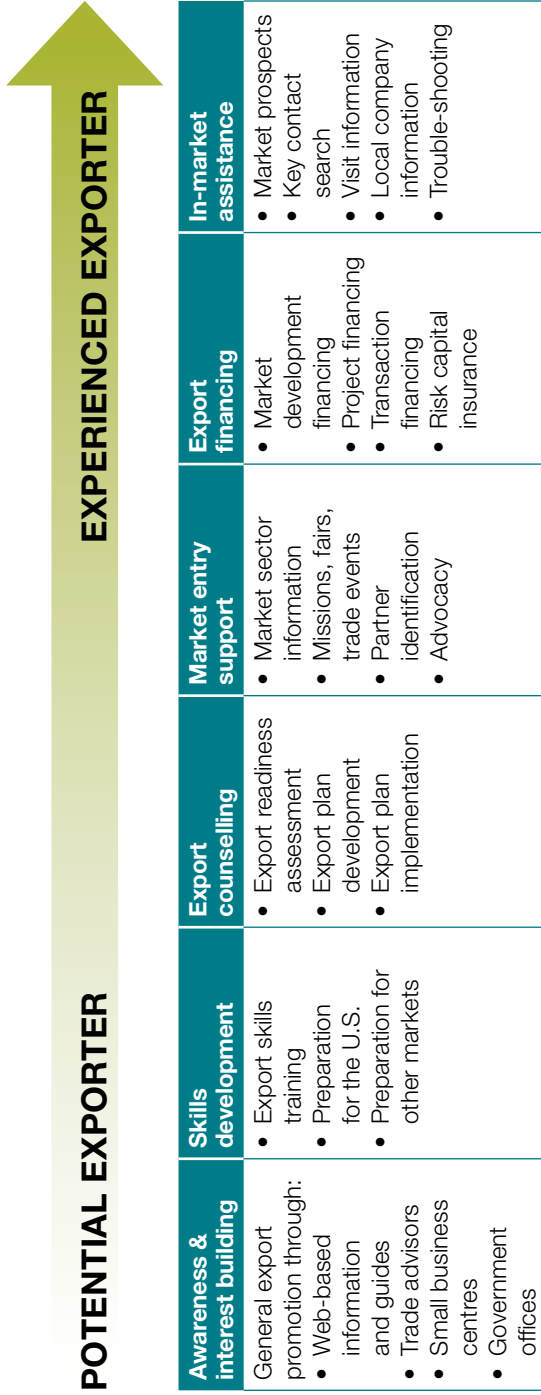 POTENTIAL EXPORTER
EXPERIENCED EXPORTER
Awareness &
interest building
General export
promotion through:
• Web-based
information
and guides
• Trade advisors
• Small business
centres
• Government
offices
Skills
development
• Export skills
training
• Preparation
for the U.S.
• Preparation for
other markets
Export
counselling
• Export readiness
assessment
• Export plan
development
• Export plan
implementation
Market entry
support
• Market sector
information
• Missions, fairs,
trade events
• Partner
identification
• Advocacy
Export
financing
• Market
development
financing
• Project financing
• Transaction
financing
• Risk capital
insurance
In-market
assistance
• Market prospects
• Key contact
search
• Visit information
• Local company
information
• Trouble-shooting